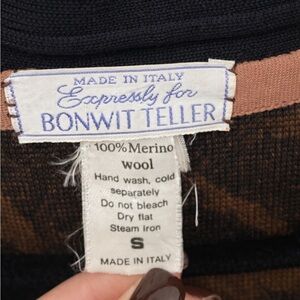 MADE IN ITALY
Expressly for
BONWIT TELLER
100% Merino
wool
Hand wash, cold
separately
Do not bleach
Dry flat
Steam iron
S
MADE IN ITALY